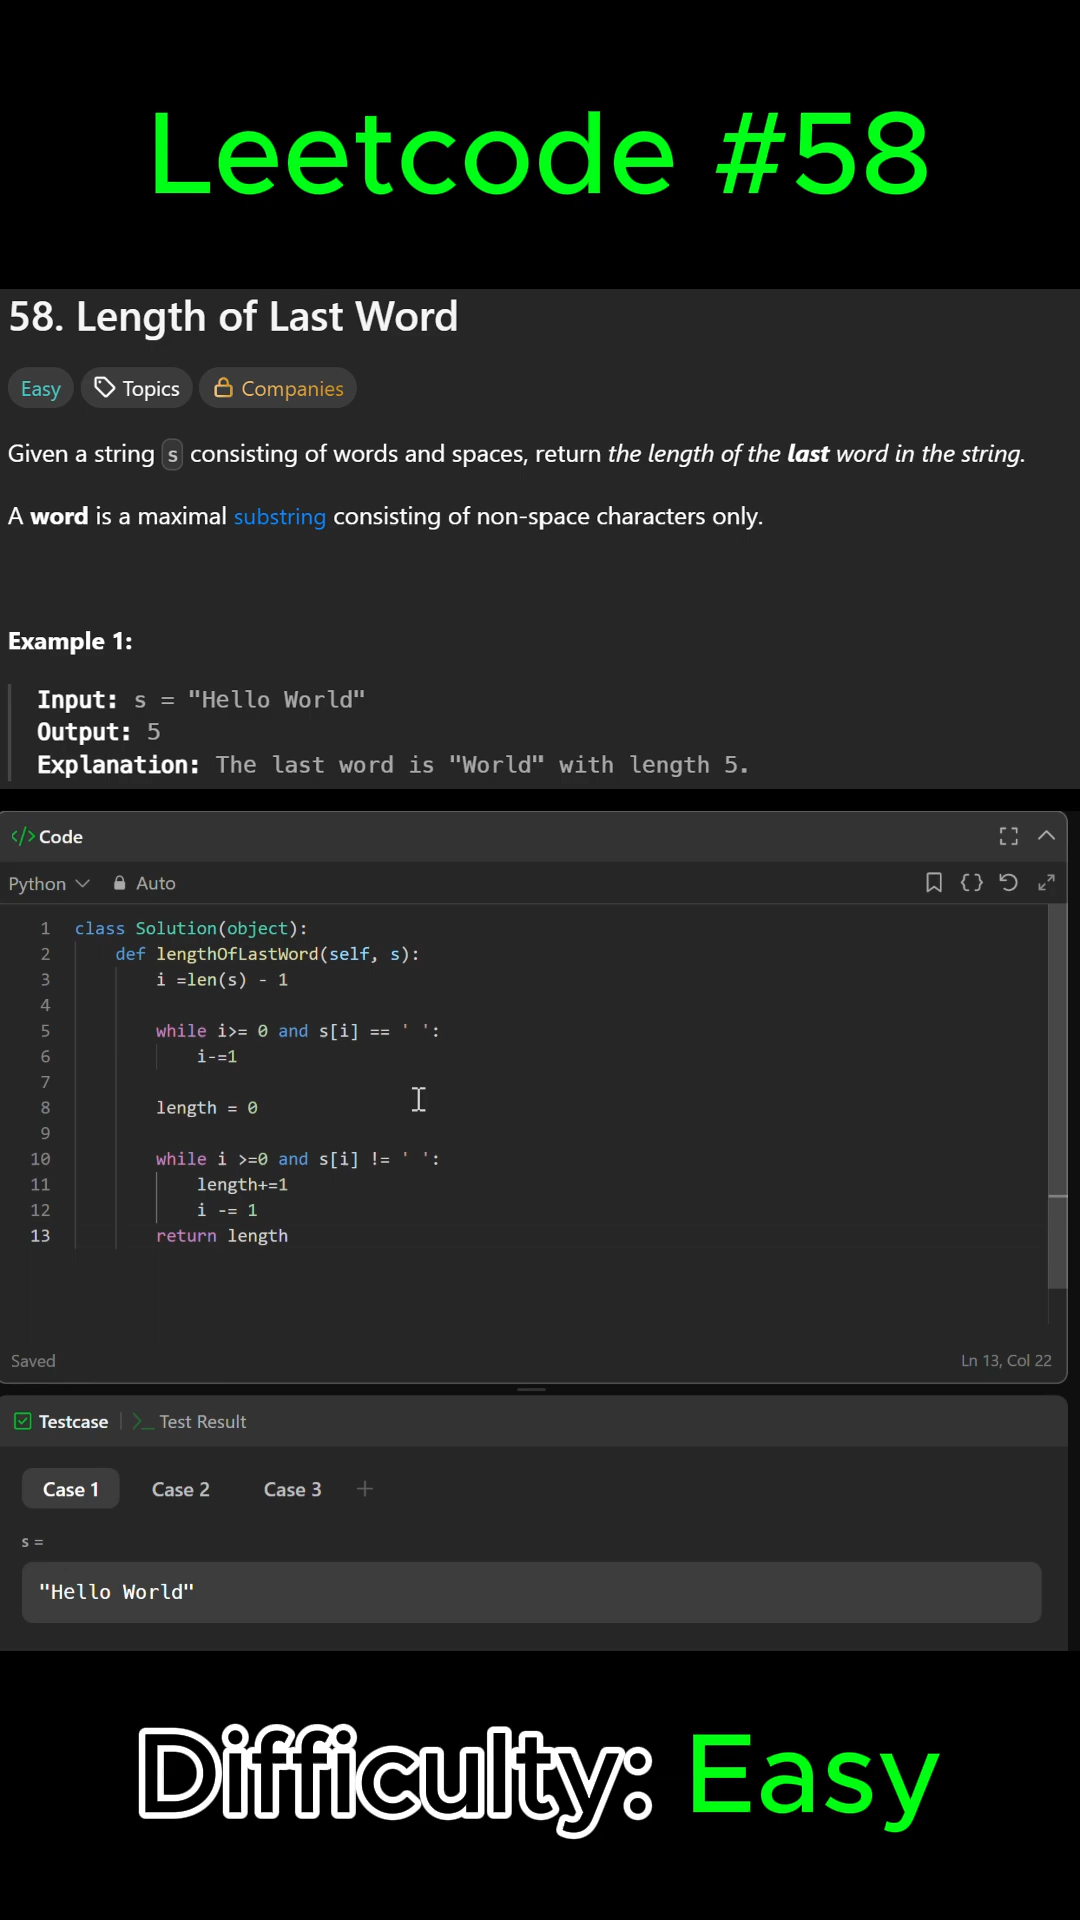 Leetcode #58
58. Length of Last Word
Easy Topics Companies
Given a string s consisting of words and spaces, return the length of the last word in the string.
A word is a maximal substring consisting of non-space characters only.
Example 1:
Input: s = "Hello World"
Output: 5
Explanation: The last word is "World" with length 5.
</> Code
Python Auto
1 class Solution(object):
2 def lengthOfLastWord(self, s):
3 i =len(s) - 1
4
5 while i>= 0 and s[i] == ' ':
6 i-=1
7
8 length = 0
9
10 while i >=0 and s[i] != ' ':
11 length+=1
12 i -= 1
13 return length
Saved Ln 13, Col 22
Testcase >_ Test Result
Case 1 Case 2 Case 3 +
s =
"Hello World"
Difficulty: Easy